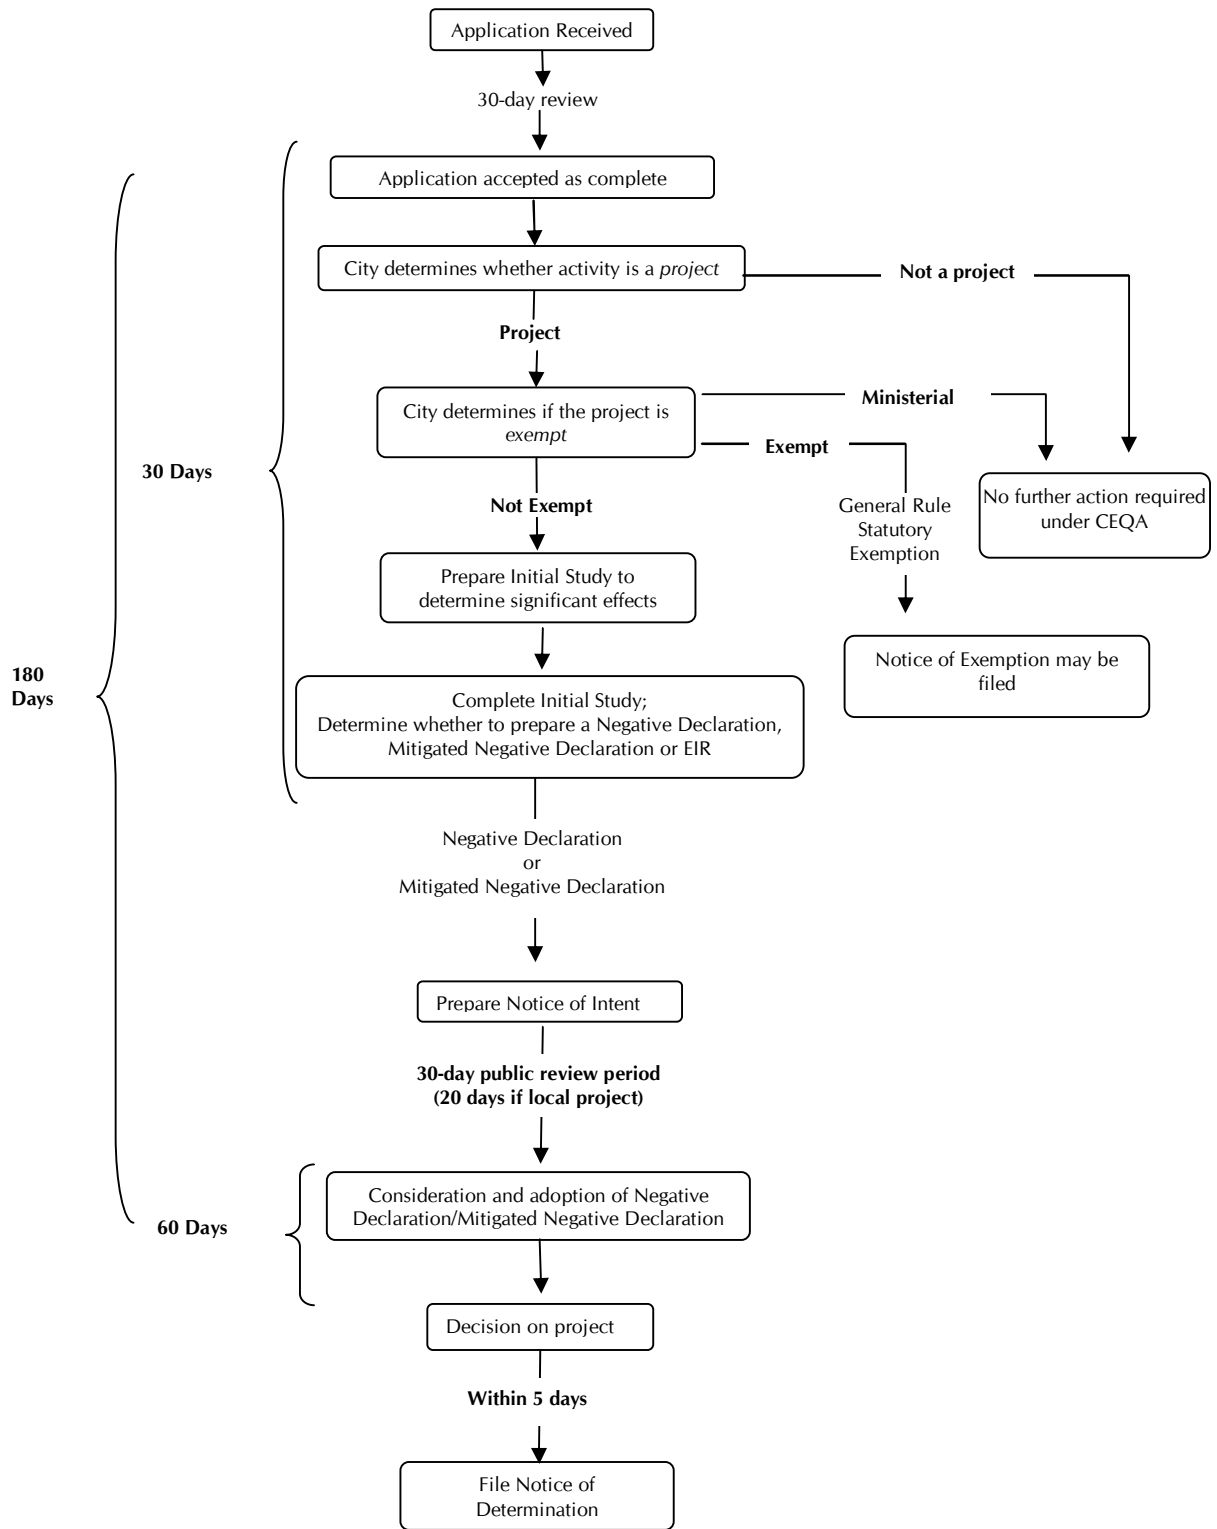 Application Received
30-day review
Application accepted as complete
City determines whether activity is a project
Not a project
Project
City determines if the project is
exempt
Ministerial
Exempt
30 Days
Not Exempt
General Rule
Statutory
Exemption
No further action required
under CEQA
Prepare Initial Study to
determine significant effects
Notice of Exemption may be
filed
180
Days
Complete Initial Study;
Determine whether to prepare a Negative Declaration,
Mitigated Negative Declaration or EIR
Negative Declaration
or
Mitigated Negative Declaration
Prepare Notice of Intent
30-day public review period
(20 days if local project)
Consideration and adoption of Negative
Declaration/Mitigated Negative Declaration
60 Days
Decision on project
Within 5 days
File Notice of
Determination